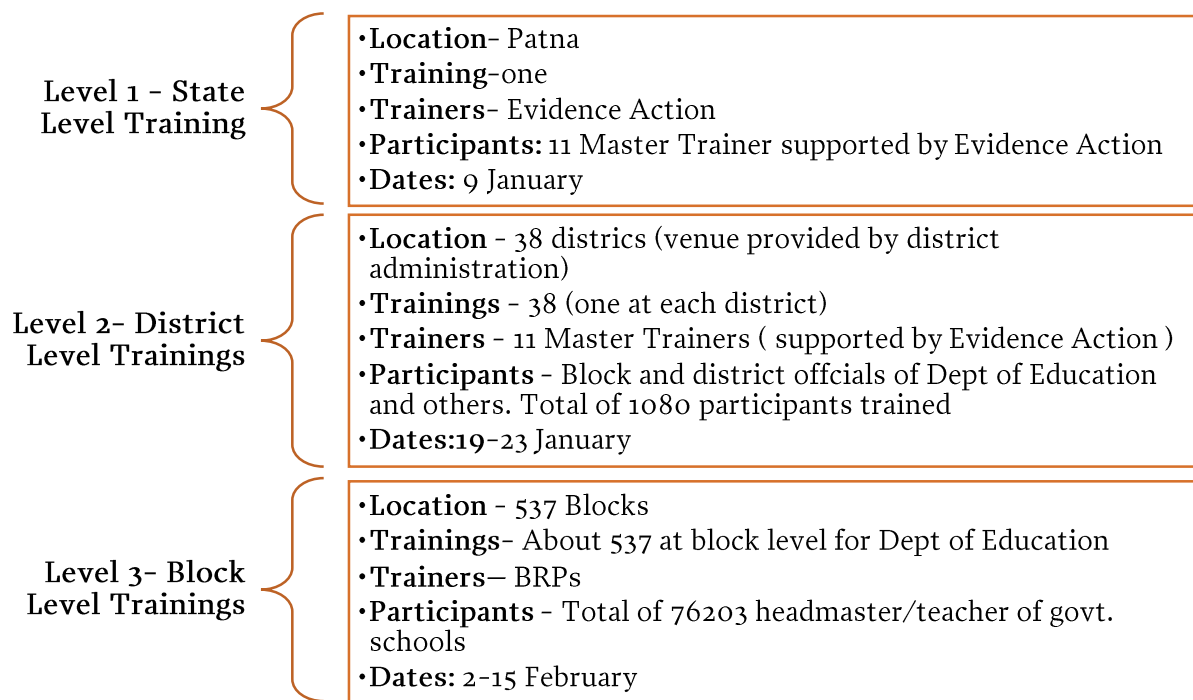 Level 1 - State
Level Training
•Location- Patna
•Training-one
•Trainers- Evidence Action
•Participants: 11 Master Trainer supported by Evidence Action
•Dates: 9 January
Level 2- District
Level Trainings
•Location - 38 districs (venue provided by district
administration)
•Trainings - 38 (one at each district)
•Trainers - 11 Master Trainers ( supported by Evidence Action )
•Participants - Block and district offcials of Dept of Education
and others. Total of 1080 participants trained
•Dates:19-23 January
Level 3- Block
Level Trainings
•Location - 537 Blocks
•Trainings- About 537 at block level for Dept of Education
•Trainers– BRPs
•Participants - Total of 76203 headmaster/teacher of govt.
schools
•Dates: 2-15 February